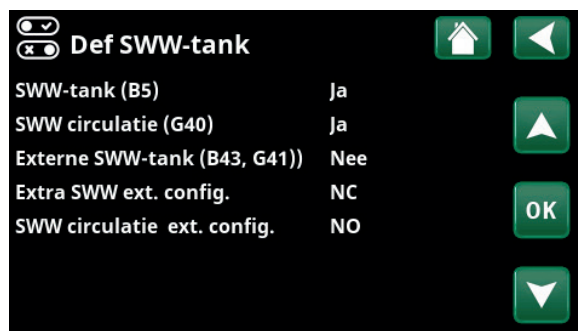 Def SWW-tank
SWW-tank (B5) Ja
SWW circulatie (G40) Ja
Externe SWW-tank (B43, G41)) Nee
Extra SWW ext. config. NC
SWW circulatie ext. config. NO
OK